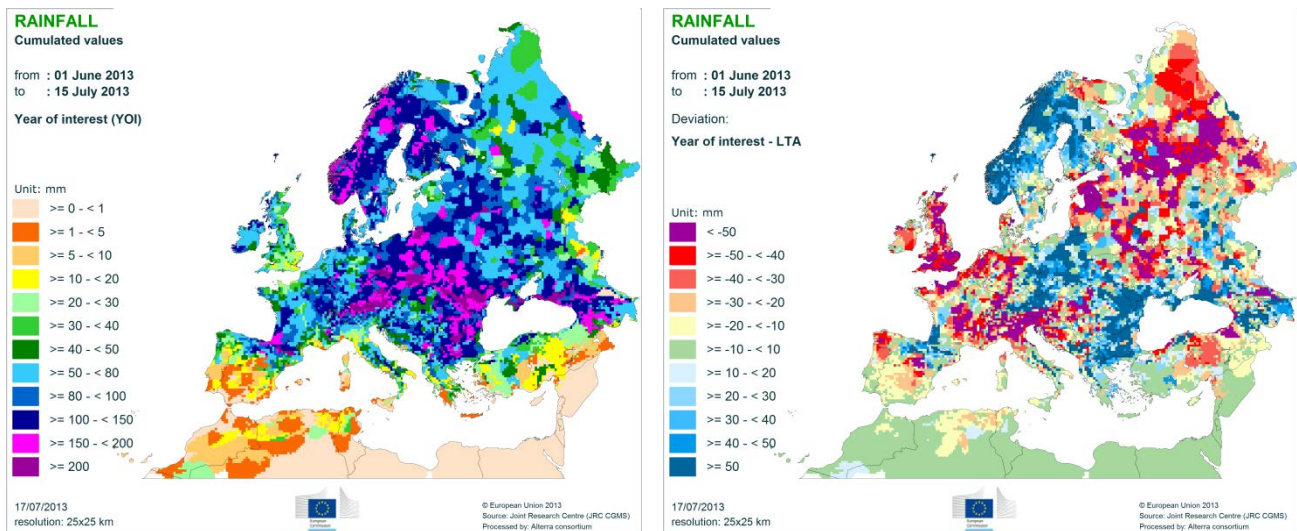 RAINFALL
Cumulated values
from : 01 June 2013
to : 15 July 2013
Year of interest (YOI)
Unit: mm
>= 0 - < 1
>= 1 - < 5
>= 5 - < 10
>= 10 - < 20
>= 20 - < 30
>= 30 - < 40
>= 40 - < 50
>= 50 - < 80
>= 80 - < 100
>= 100 - < 150
>= 150 - < 200
>= 200
17/07/2013
resolution: 25x25 km
European
Commission
© European Union 2013
Source: Joint Research Centre (JRC CGMS)
Processed by: Alterra consortium
RAINFALL
Cumulated values
from : 01 June 2013
to : 15 July 2013
Deviation:
Year of interest - LTA
Unit: mm
< -50
>= -50 - < -40
>= -40 - < -30
>= -30 - < -20
>= -20 - < -10
>= -10 - < 10
>= 10 - < 20
>= 20 - < 30
>= 30 - < 40
>= 40 - < 50
>= 50
17/07/2013
resolution: 25x25 km
European
Commission
© European Union 2013
Source: Joint Research Centre (JRC CGMS)
Processed by: Alterra consortium